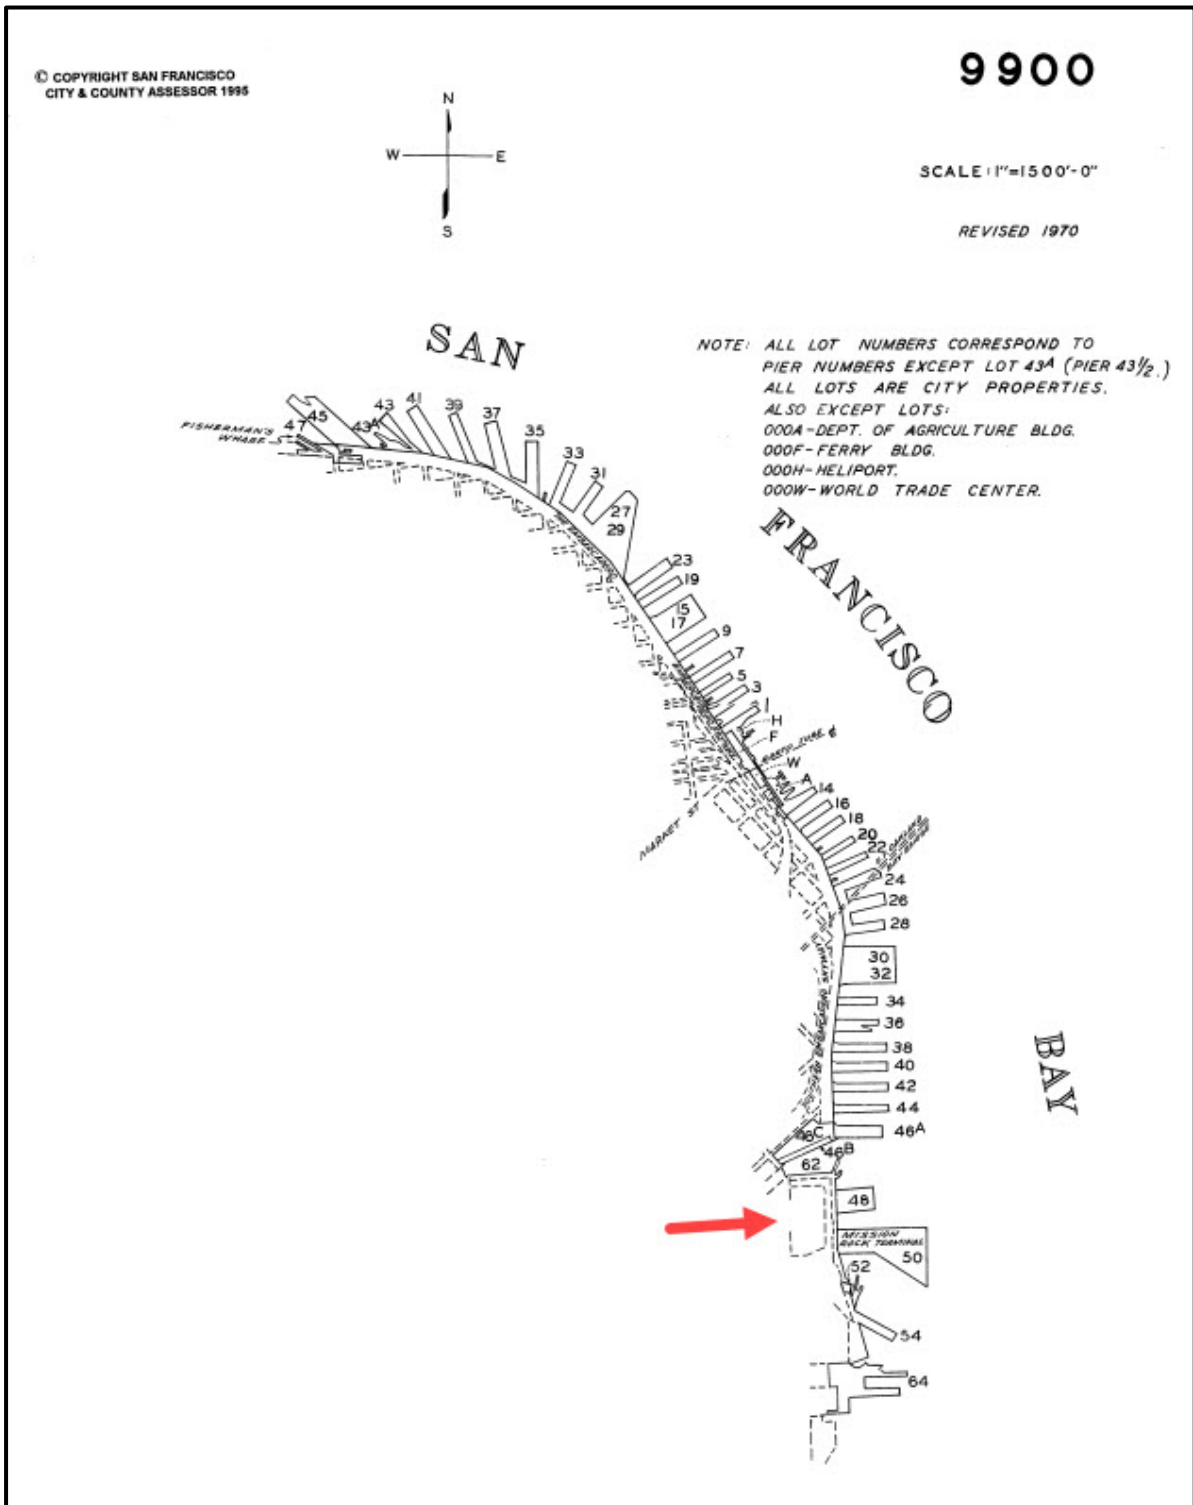 © COPYRIGHT SAN FRANCISCO
CITY & COUNTY ASSESSOR 1995
9900
N
W
E
S
SCALE: 1"=1500'-0"
REVISED 1970
SAN
NOTE: ALL LOT NUMBERS CORRESPOND TO
PIER NUMBERS EXCEPT LOT 43A (PIER 43½.)
ALL LOTS ARE CITY PROPERTIES.
ALSO EXCEPT LOTS:
000A-DEPT. OF AGRICULTURE BLDG.
000F-FERRY BLDG.
000H-HELIPORT.
000W-WORLD TRADE CENTER.
FISHERMAN'S
WHARF
47
45
43A
43
41
39
37
35
33
31
27
29
THE EMBARCADERO
FRANCISCO
23
19
15
17
9
7
5
3
1
H
F
W
A
MARKET ST
14
16
18
20
22
OAKLAND
BAY BRIDGE
24
26
28
30
32
34
36
38
40
42
44
46A
46B
62
48
BAY
MISSION
ROCK TERMINAL
50
52
54
64